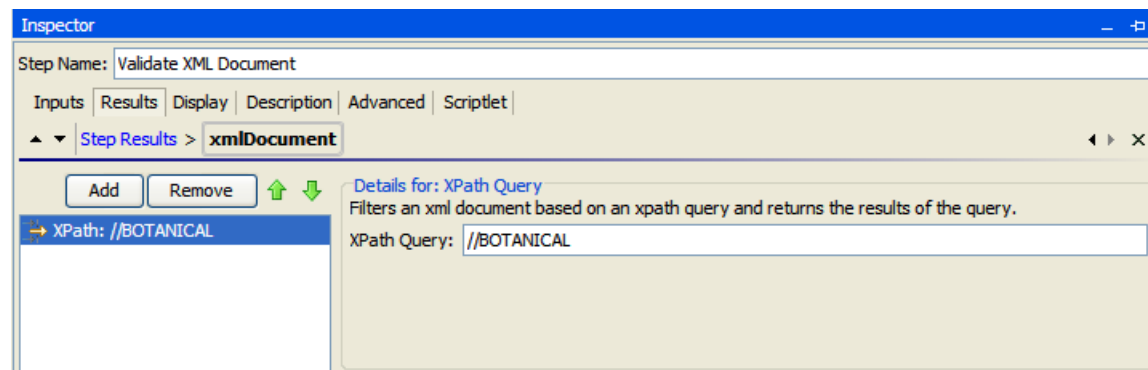 Inspector
Step Name: Validate XML Document
Inputs Results Display Description Advanced Scriptlet
Step Results > xmlDocument
Add Remove
XPath: //BOTANICAL
Details for: XPath Query
Filters an xml document based on an xpath query and returns the results of the query.
XPath Query: //BOTANICAL